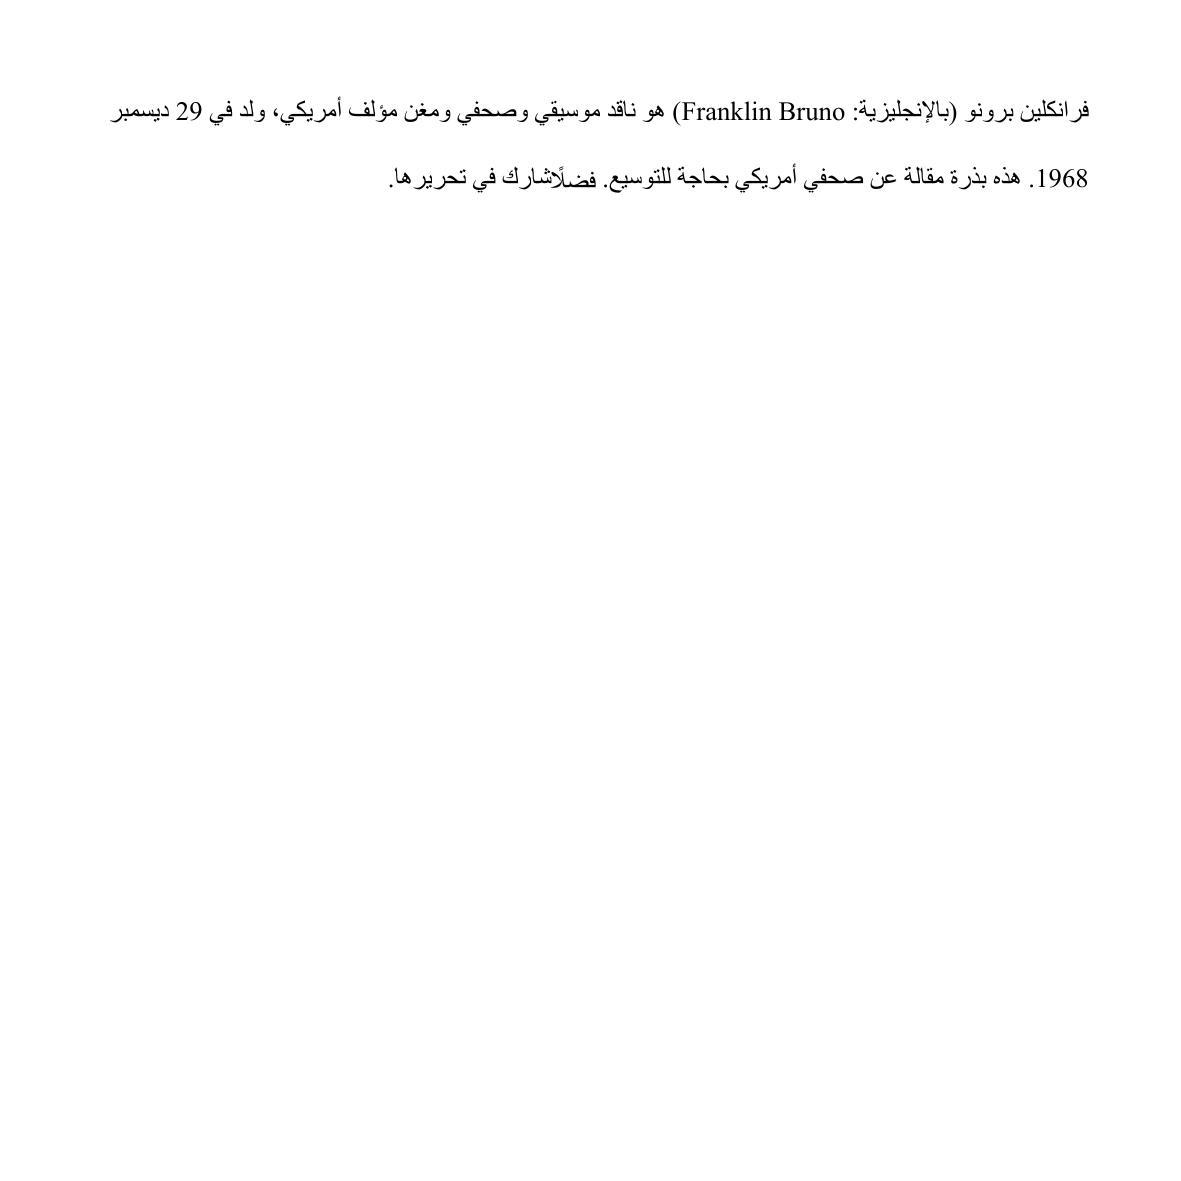 فرانكلين برونو (بالإنجليزية: Franklin Bruno) هو ناقد موسيقي وصحفي ومغن مؤلف أمريكي، ولد في 29 ديسمبر
1968. هذه بذرة مقالة عن صحفي أمريكي بحاجة للتوسيع. فضلًاشارك في تحريرها.